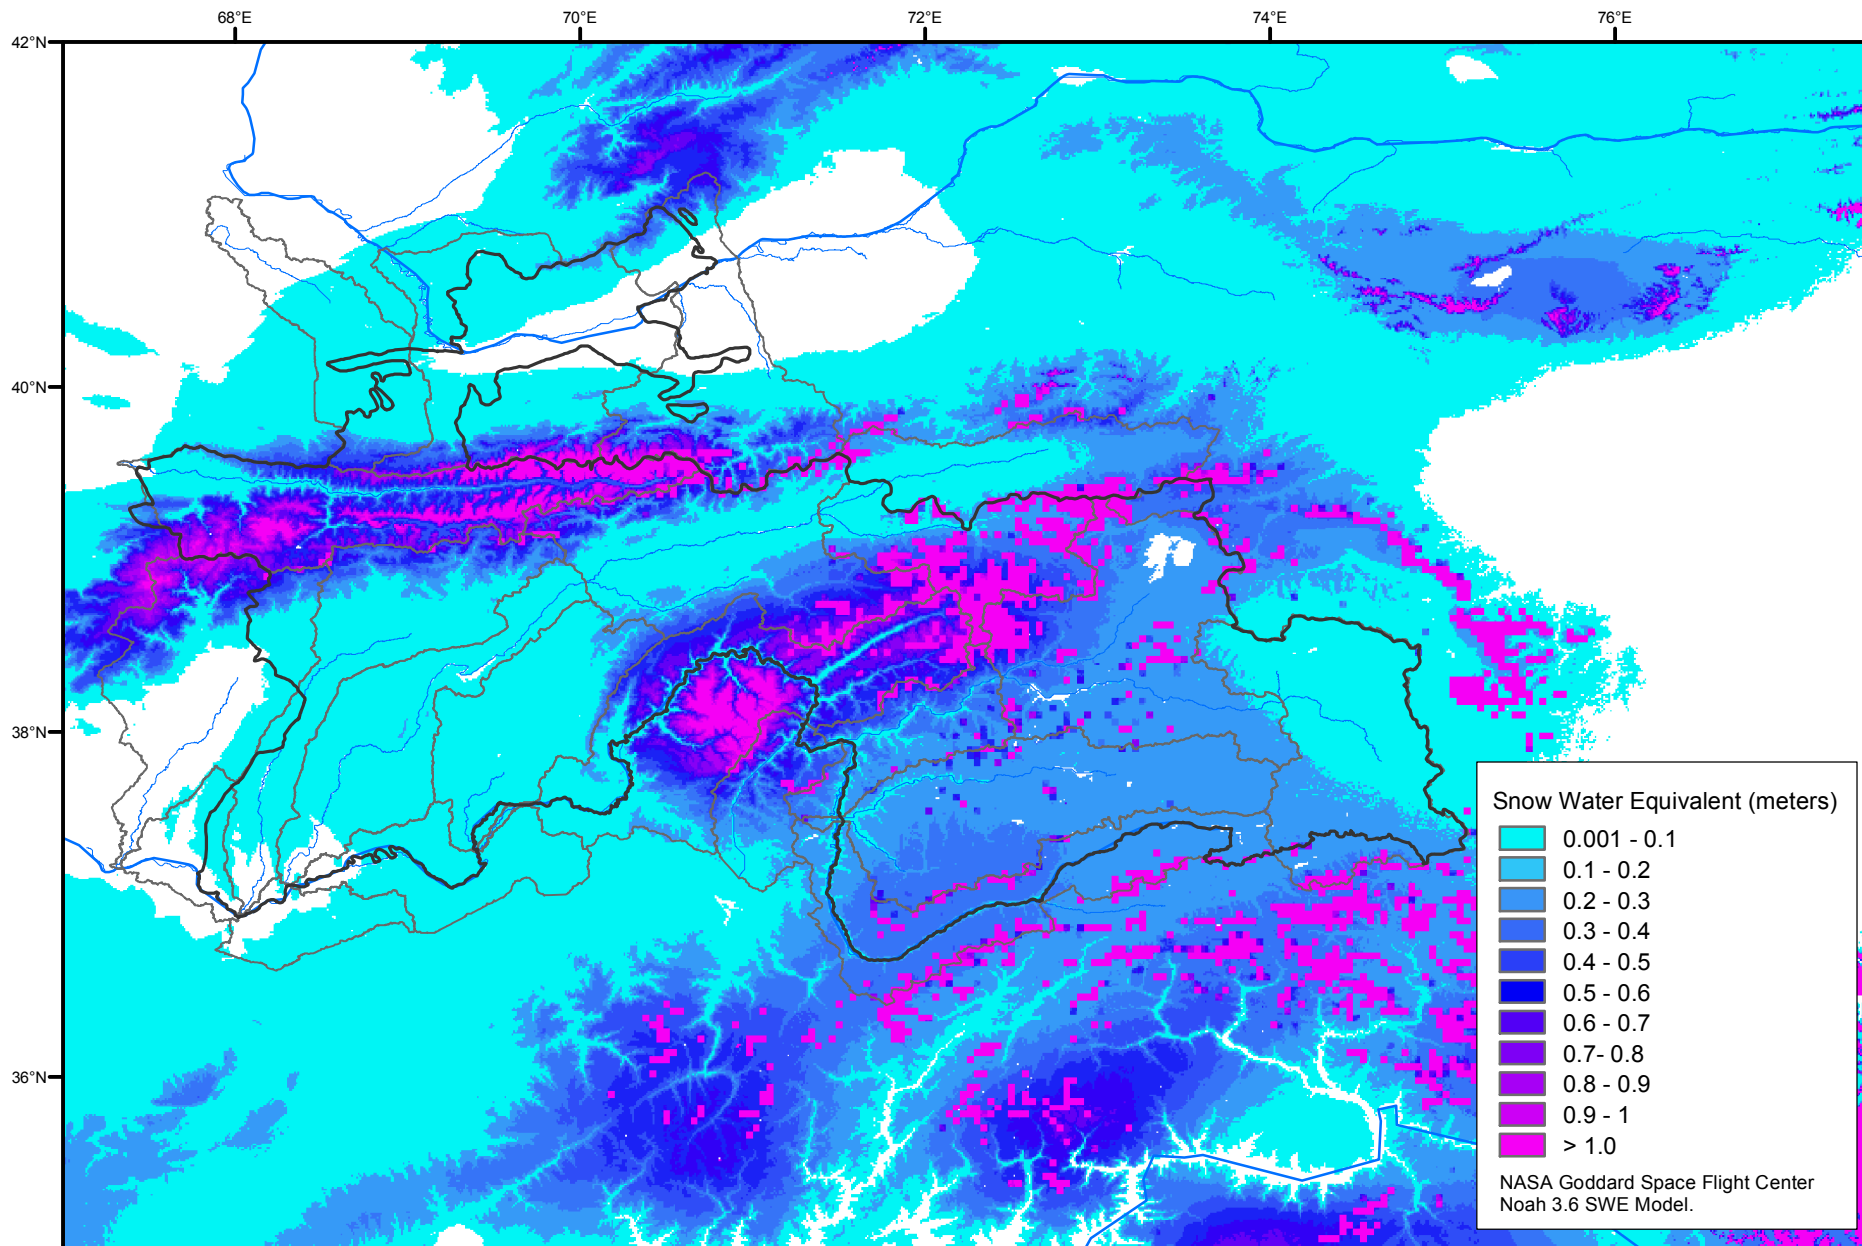 68°E
70°E
72°E
74°E
76°E
42°N
40°N
38°N
36°N
Snow Water Equivalent (meters)
0.001 - 0.1
0.1 - 0.2
0.2 - 0.3
0.3 - 0.4
0.4 - 0.5
0.5 - 0.6
0.6 - 0.7
0.7- 0.8
0.8 - 0.9
0.9 - 1
> 1.0
NASA Goddard Space Flight Center
Noah 3.6 SWE Model.